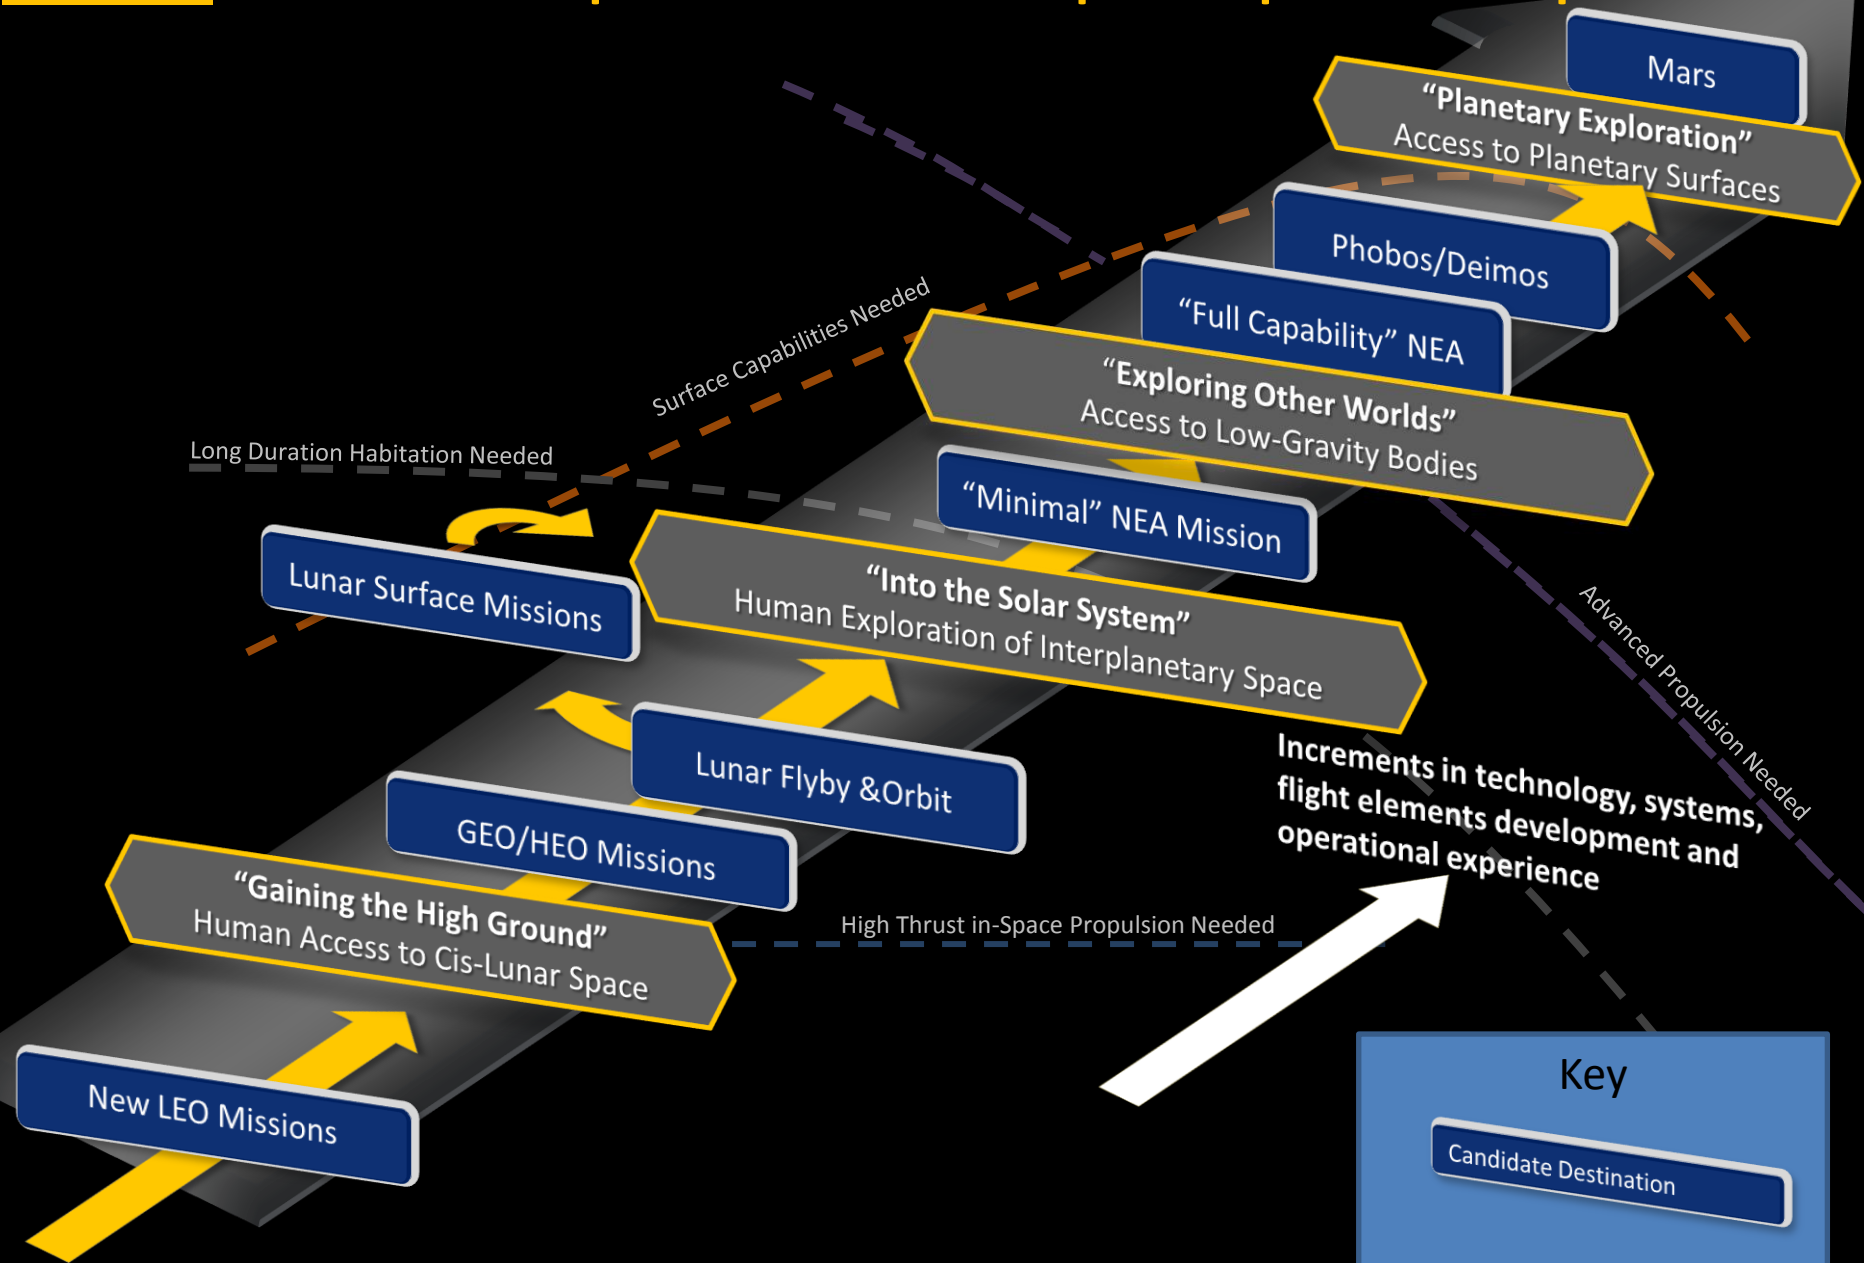 Mars
“Planetary Exploration”
Access to Planetary Surfaces
Phobos/Deimos
“Full Capability” NEA
“Exploring Other Worlds”
Access to Low-Gravity Bodies
Surface Capabilities Needed
Long Duration Habitation Needed
“Minimal” NEA Mission
Lunar Surface Missions
“Into the Solar System”
Human Exploration of Interplanetary Space
Advanced Propulsion Needed
Lunar Flyby &Orbit
Increments in technology, systems,
flight elements development and
operational experience
GEO/HEO Missions
“Gaining the High Ground”
Human Access to Cis-Lunar Space
High Thrust in-Space Propulsion Needed
New LEO Missions
Key
Candidate Destination